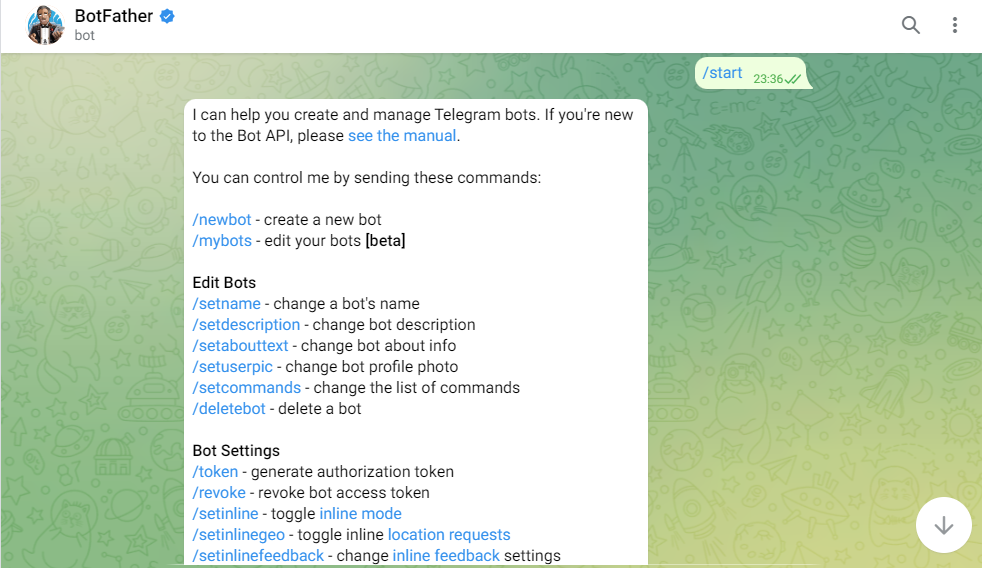 BotFather
bot
/start 23:36
I can help you create and manage Telegram bots. If you're new
to the Bot API, please see the manual.
You can control me by sending these commands:
/newbot - create a new bot
/mybots - edit your bots [beta]
Edit Bots
/setname - change a bot's name
/setdescription - change bot description
/setabouttext - change bot about info
/setuserpic - change bot profile photo
/setcommands - change the list of commands
/deletebot - delete a bot
Bot Settings
/token - generate authorization token
/revoke - revoke bot access token
/setinline - toggle inline mode
/setinlinegeo - toggle inline location requests
/setinlinefeedback - change inline feedback settings